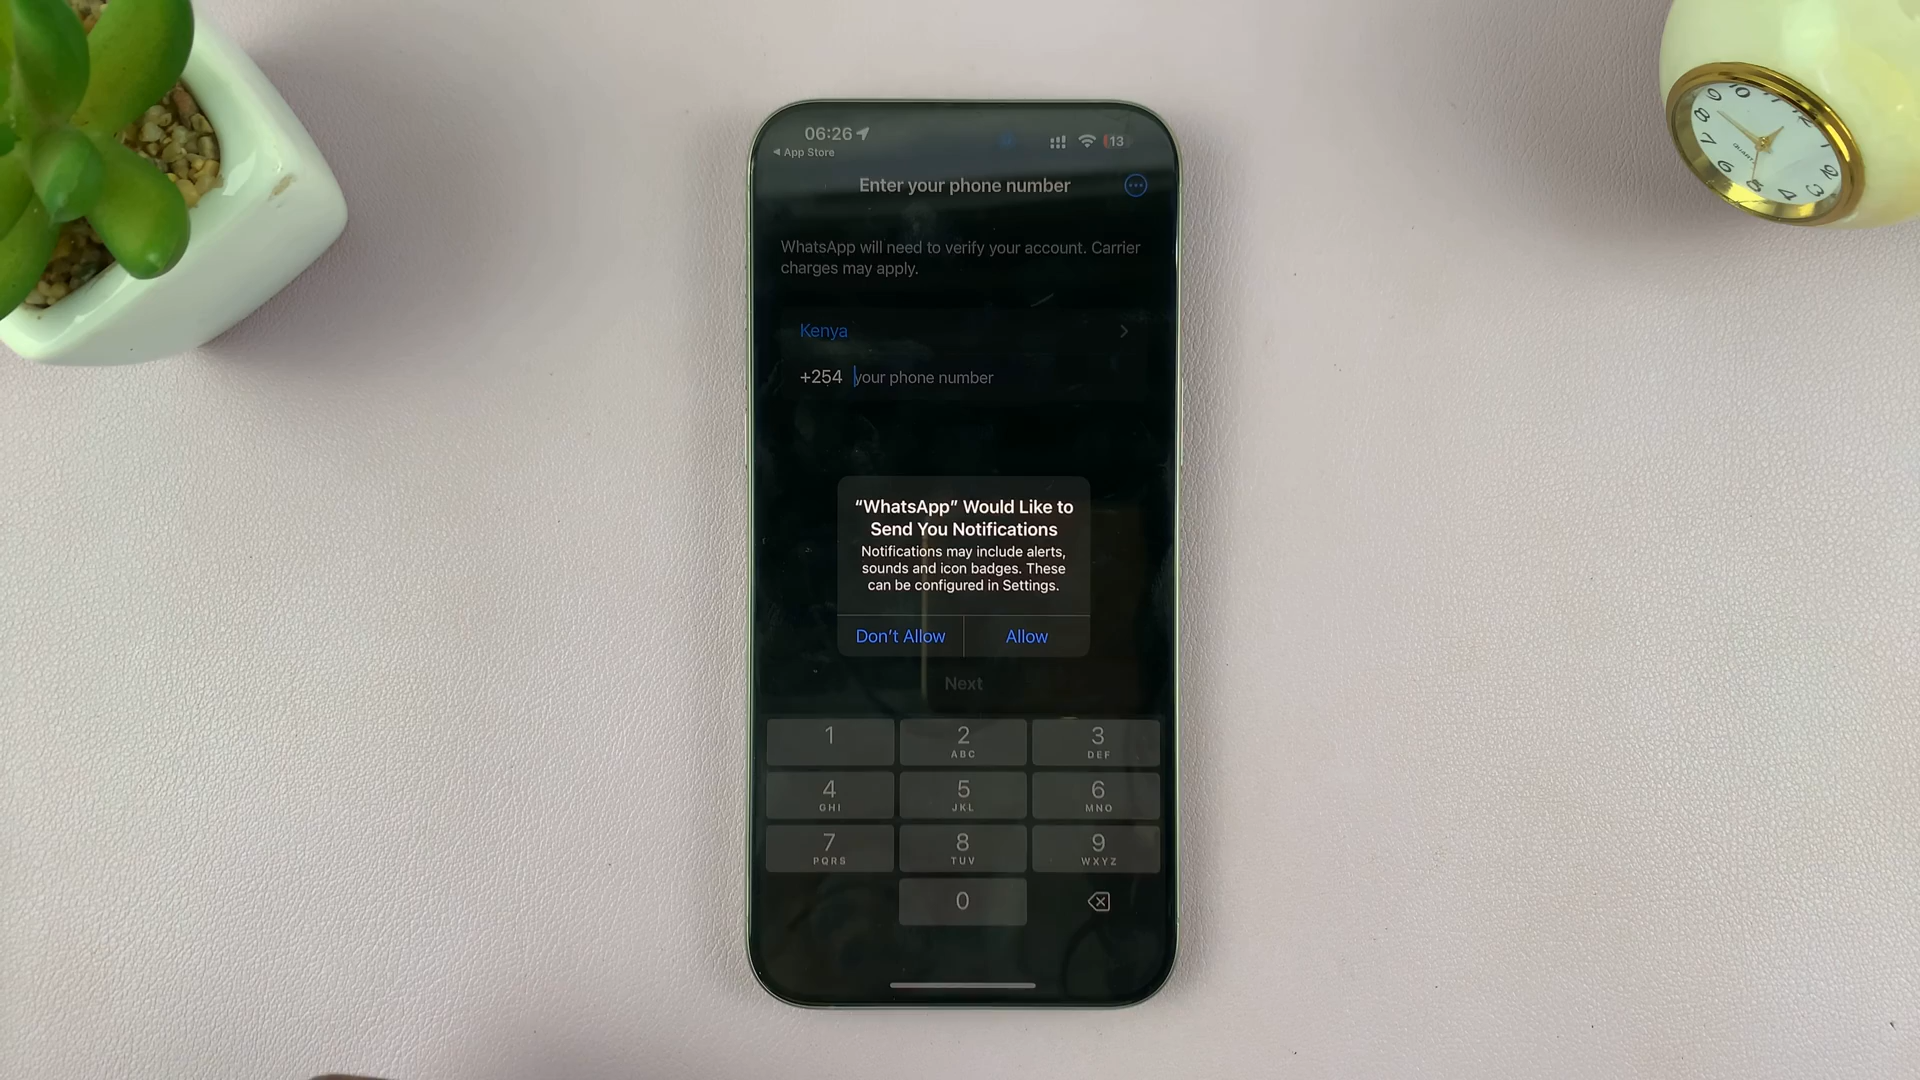 06:26
13
◀ App Store
Enter your phone number
WhatsApp will need to verify your account. Carrier
charges may apply.
Kenya
+254 your phone number
“WhatsApp” Would Like to
Send You Notifications
Notifications may include alerts,
sounds and icon badges. These
can be configured in Settings.
Don’t Allow
Allow
Next
1
2
ABC
3
DEF
4
GHI
5
JKL
6
MNO
7
PQRS
8
TUV
9
WXYZ
0